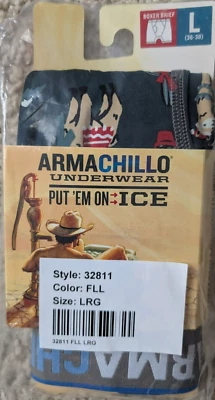 BOXER BRIEF
L
(36-38)
ARMACHILLO®
UNDERWEAR
PUT 'EM ON ICE
Style: 32811
Color: FLL
Size: LRG
32811 FLL LRG
RMACH